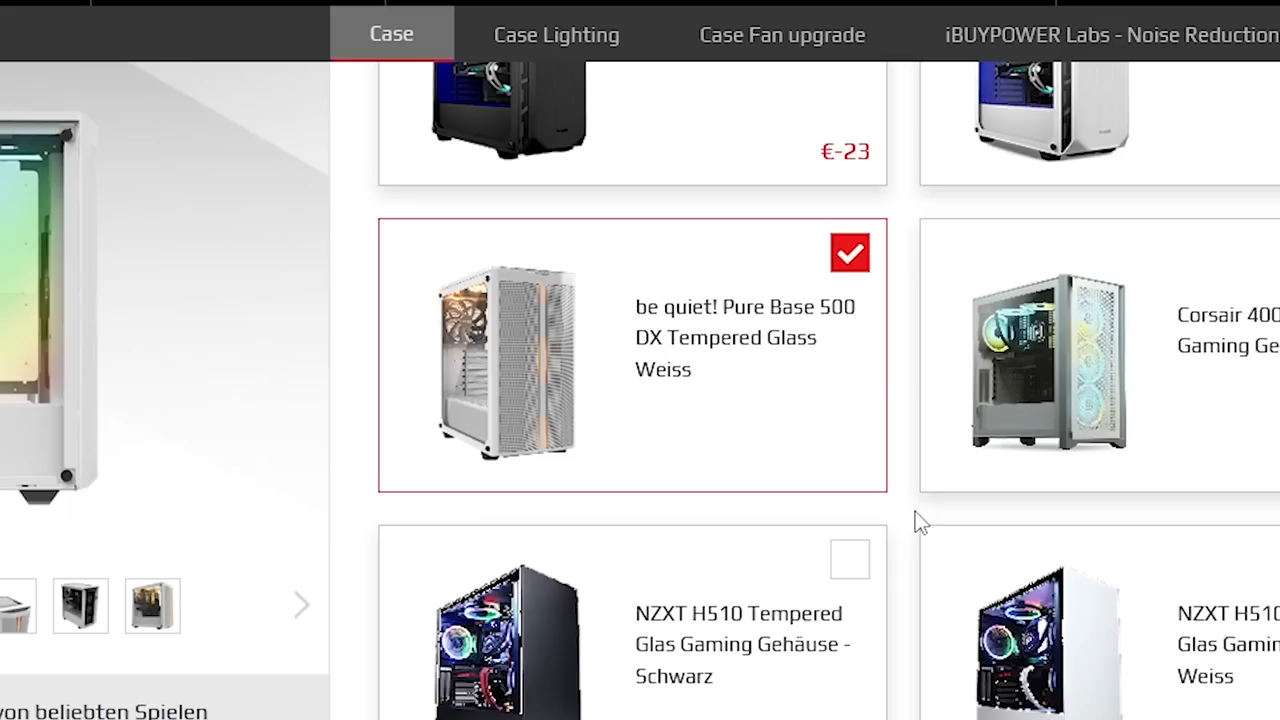 Case
Case Lighting
Case Fan upgrade
iBUYPOWER Labs - Noise Reduction
€-23
be quiet! Pure Base 500
DX Tempered Glass
Weiss
Corsair 400
Gaming Ge
NZXT H510 Tempered
Glas Gaming Gehäuse -
Schwarz
NZXT H510
Glas Gamin
Weiss
von beliebten Spielen